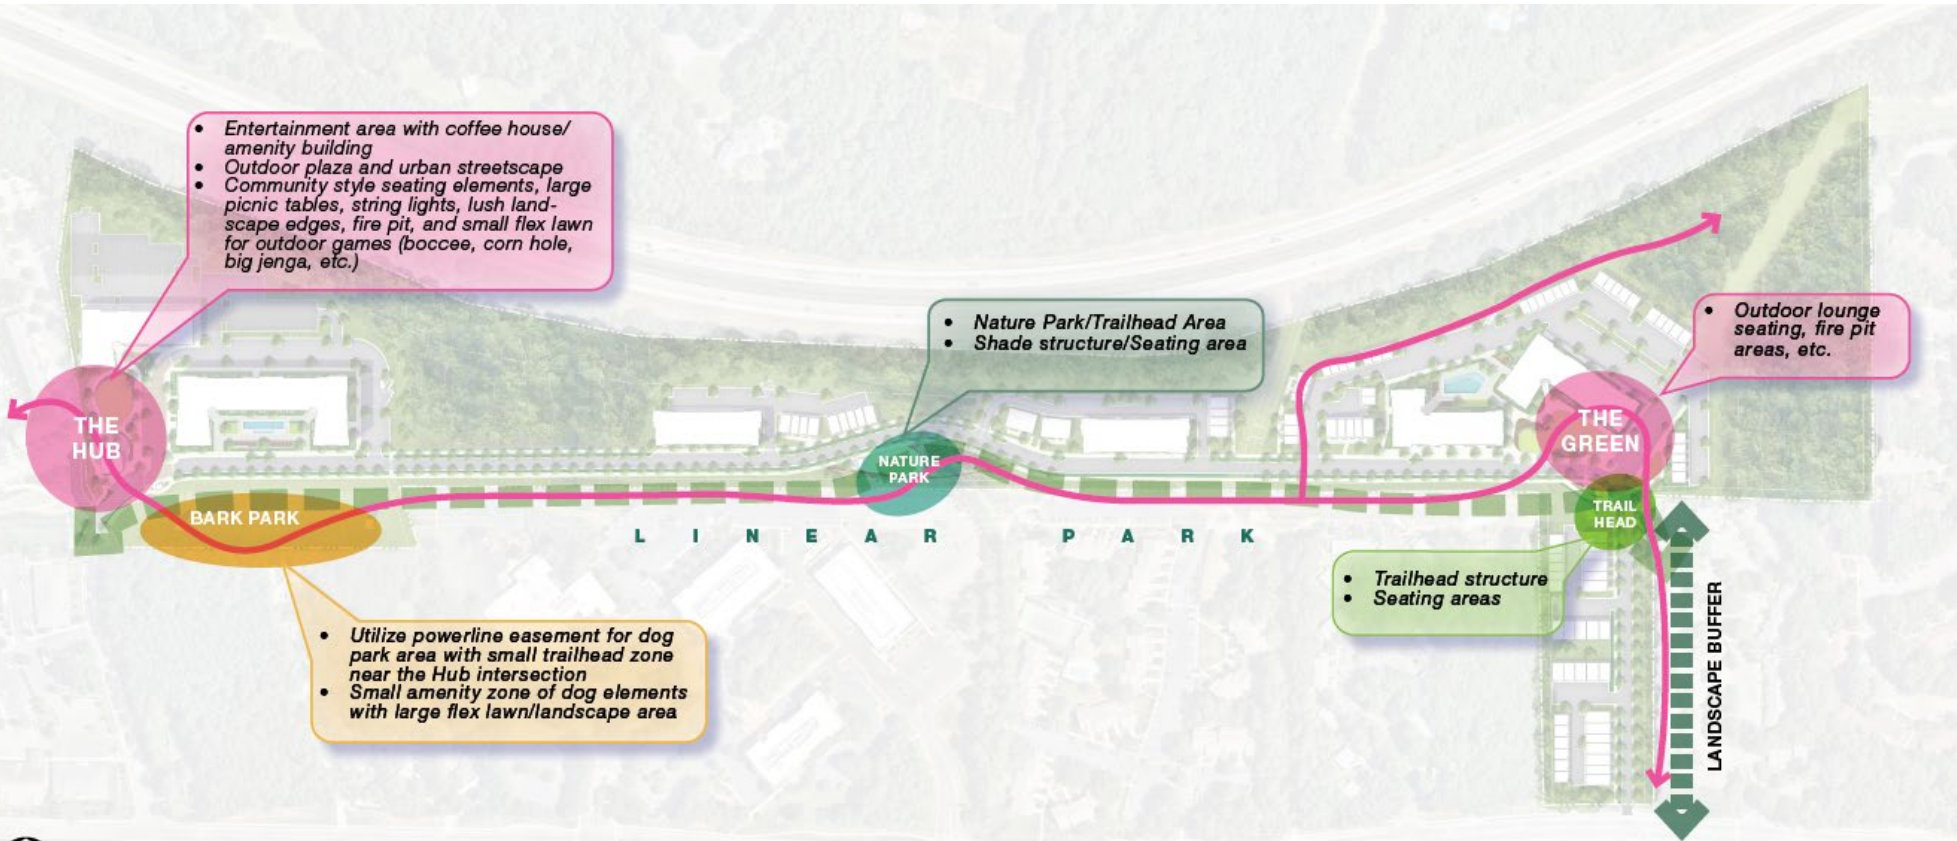 • Entertainment area with coffee house/
amenity building
• Outdoor plaza and urban streetscape
• Community style seating elements, large
picnic tables, string lights, lush land-
scape edges, fire pit, and small flex lawn
for outdoor games (boccee, corn hole,
big jenga, etc.)
• Nature Park/Trailhead Area
• Shade structure/Seating area
• Outdoor lounge
seating, fire pit
areas, etc.
THE
HUB
BARK PARK
NATURE
PARK
THE
GREEN
TRAIL
HEAD
LINEAR PARK
• Trailhead structure
• Seating areas
LANDSCAPE BUFFER
• Utilize powerline easement for dog
park area with small trailhead zone
near the Hub intersection
• Small amenity zone of dog elements
with large flex lawn/landscape area